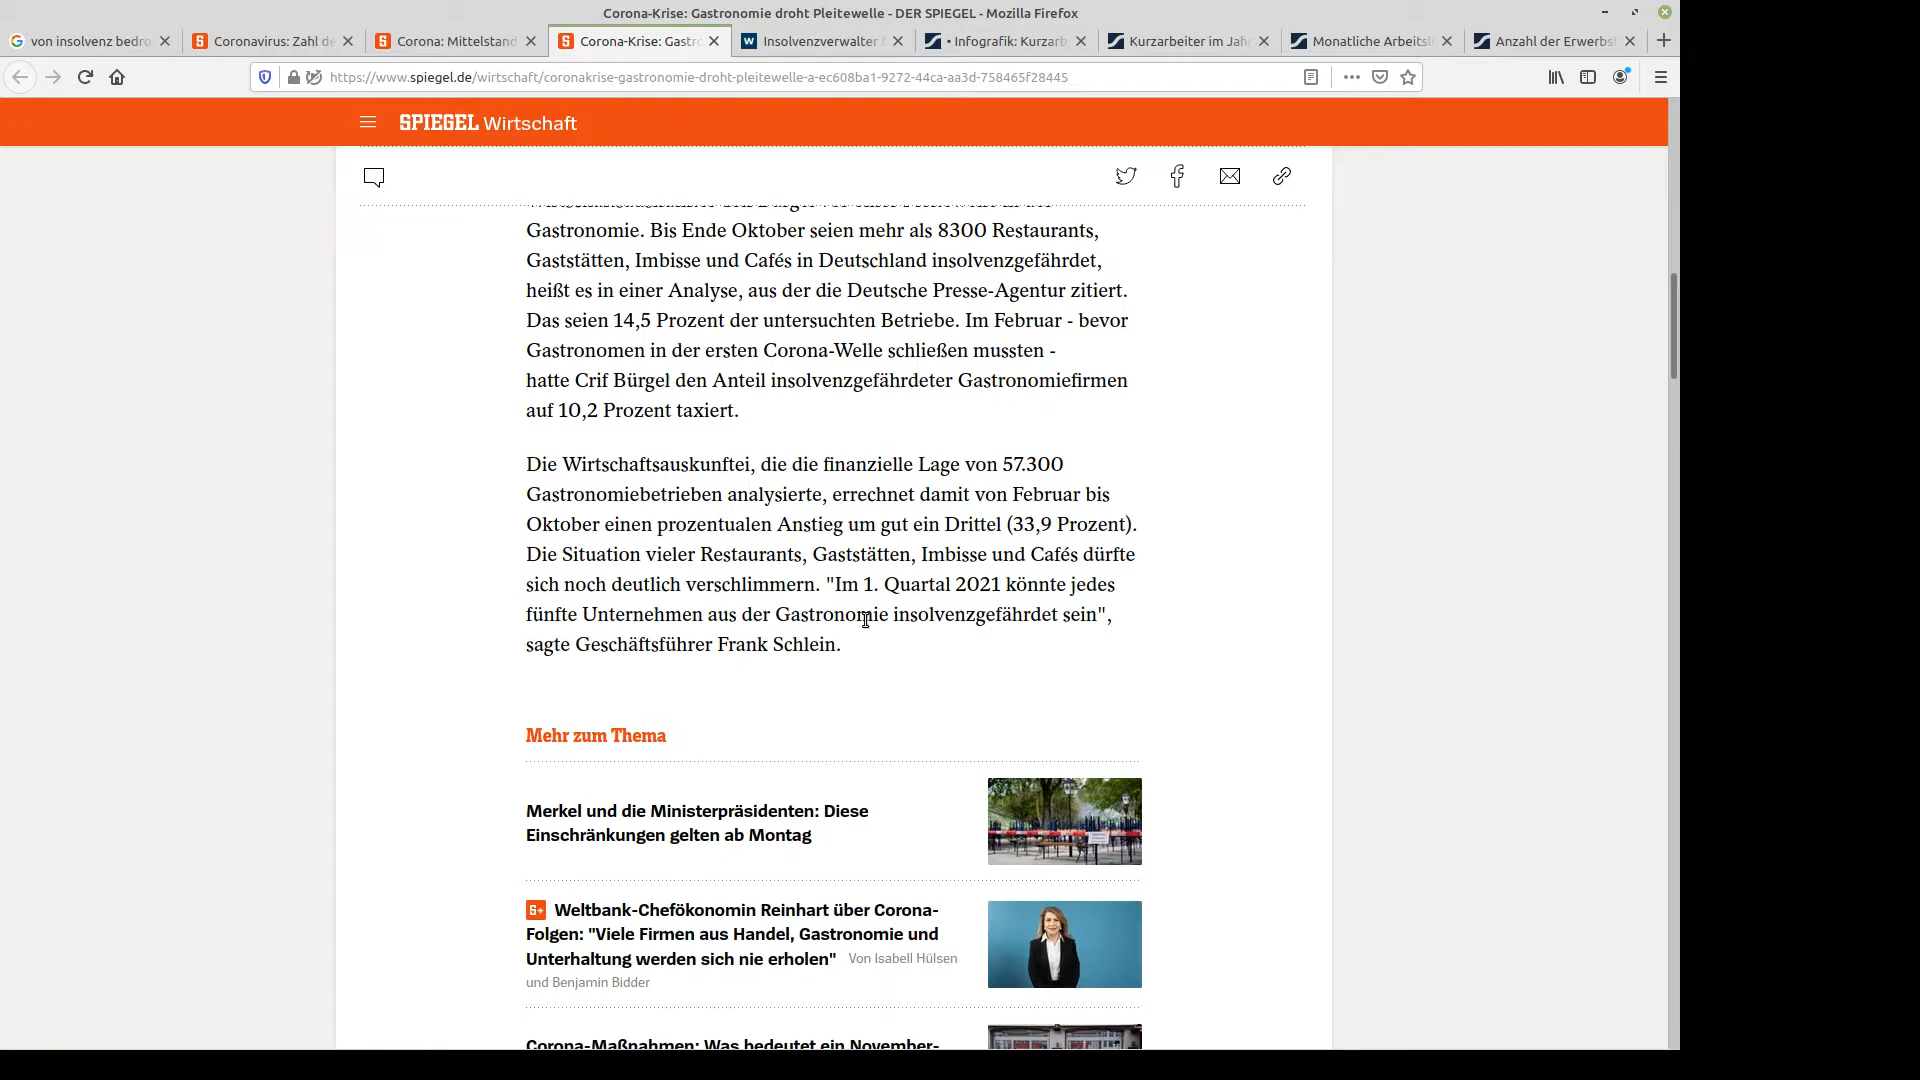 Corona-Krise: Gastronomie droht Pleitewelle - DER SPIEGEL - Mozilla Firefox
von insolvenz bedro
Coronavirus: Zahl de
Corona: Mittelstand
Corona-Krise: Gastro
Insolvenzverwalter f
• Infografik: Kurzarb
Kurzarbeiter im Jah
Monatliche Arbeitslo
Anzahl der Erwerbs
https://www.spiegel.de/wirtschaft/coronakrise-gastronomie-droht-pleitewelle-a-ec608ba1-9272-44ca-aa3d-758465f28445
SPIEGEL Wirtschaft
Gastronomie. Bis Ende Oktober seien mehr als 8300 Restaurants,
Gaststätten, Imbisse und Cafés in Deutschland insolvenzgefährdet,
heißt es in einer Analyse, aus der die Deutsche Presse-Agentur zitiert.
Das seien 14,5 Prozent der untersuchten Betriebe. Im Februar - bevor
Gastronomen in der ersten Corona-Welle schließen mussten -
hatte Crif Bürgel den Anteil insolvenzgefährdeter Gastronomiefirmen
auf 10,2 Prozent taxiert.
Die Wirtschaftsauskunftei, die die finanzielle Lage von 57.300
Gastronomiebetrieben analysierte, errechnet damit von Februar bis
Oktober einen prozentualen Anstieg um gut ein Drittel (33,9 Prozent).
Die Situation vieler Restaurants, Gaststätten, Imbisse und Cafés dürfte
sich noch deutlich verschlimmern. "Im 1. Quartal 2021 könnte jedes
fünfte Unternehmen aus der Gastronomie insolvenzgefährdet sein",
sagte Geschäftsführer Frank Schlein.
Mehr zum Thema
Merkel und die Ministerpräsidenten: Diese
Einschränkungen gelten ab Montag
S+ Weltbank-Chefökonomin Reinhart über Corona-
Folgen: "Viele Firmen aus Handel, Gastronomie und
Unterhaltung werden sich nie erholen" Von Isabell Hülsen
und Benjamin Bidder
Corona-Maßnahmen: Was bedeutet ein November-